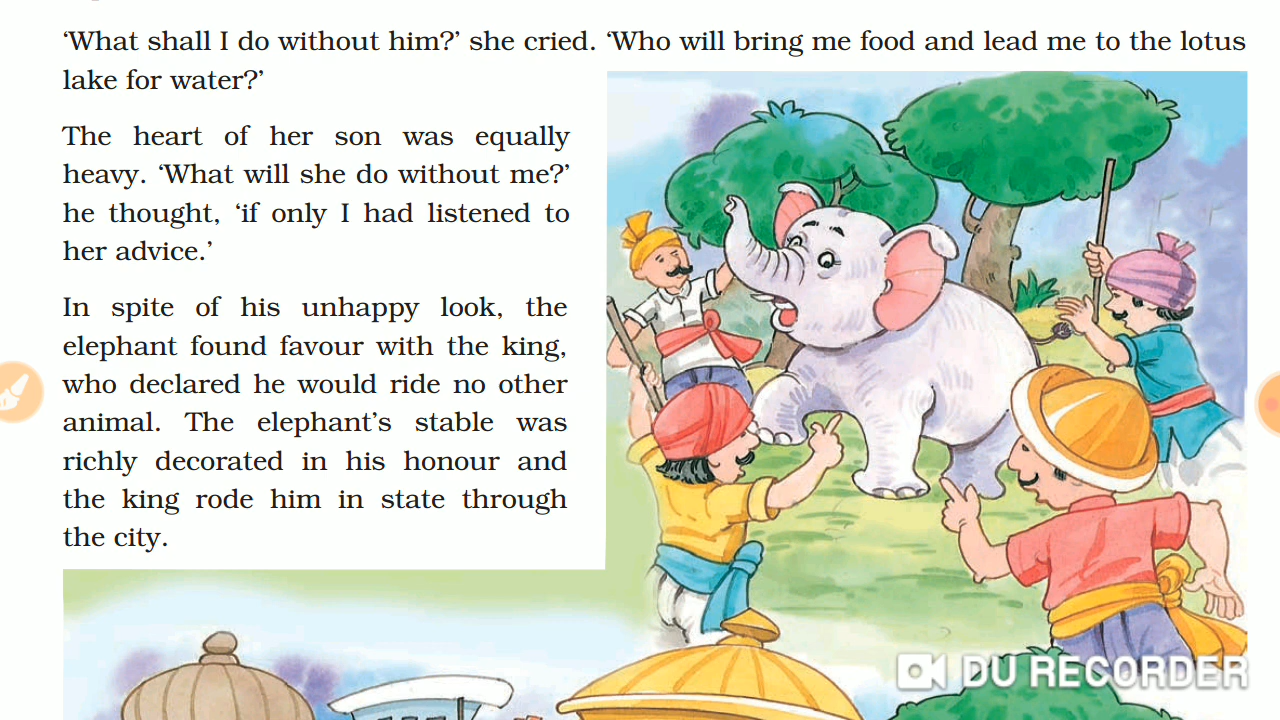 ‘What shall I do without him?’ she cried. ‘Who will bring me food and lead me to the lotus
lake for water?’
The heart of her son was equally
heavy. ‘What will she do without me?’
he thought, ‘if only I had listened to
her advice.’
In spite of his unhappy look, the
elephant found favour with the king,
who declared he would ride no other
animal. The elephant’s stable was
richly decorated in his honour and
the king rode him in state through
the city.
DU RECORDER